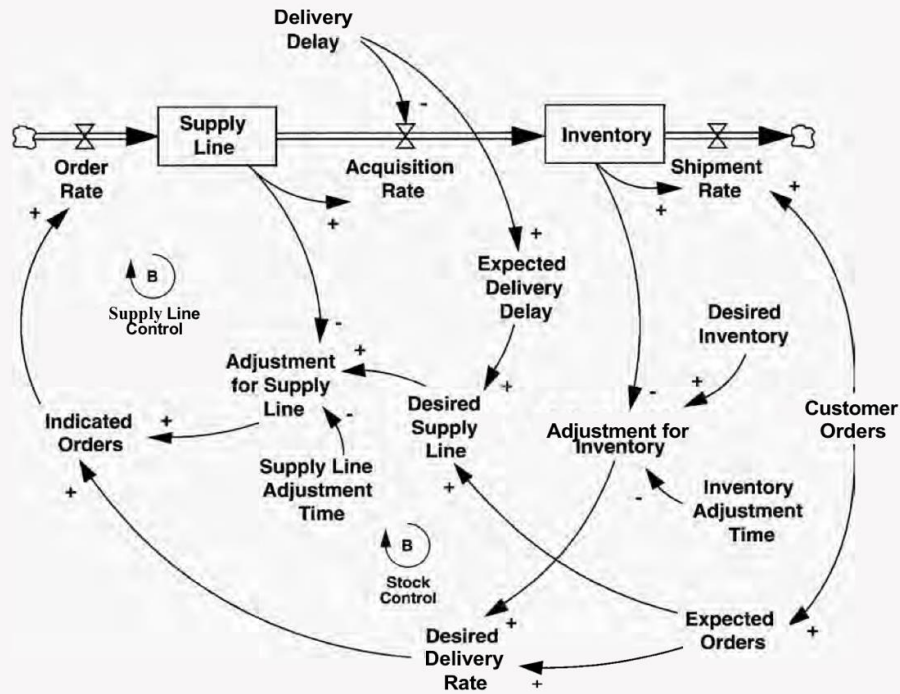 Delivery
Delay
-
Supply
Line
Inventory
Order
Rate
Acquisition
Rate
Shipment
Rate
+
+
+
+
+
B
Supply Line
Control
Expected
Delivery
Delay
Desired
Inventory
-
+
Adjustment
for Supply
Line
+
-
+
Desired
Supply
Line
-
+
Customer
Orders
Indicated
Orders
Adjustment for
Inventory
Supply Line
Adjustment
Time
+
+
-
Inventory
Adjustment
Time
B
Stock
Control
+
Desired
Delivery
Rate
Expected
Orders
+
+